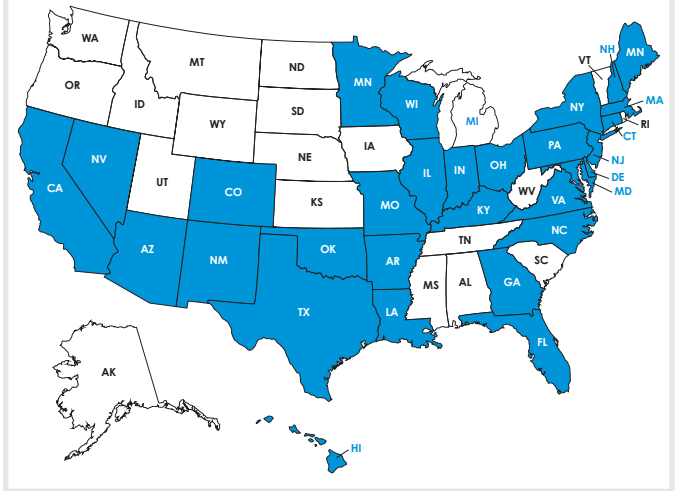 WA
MT
ND
MN
OR
ID
SD
WI
WY
MI
NH
VT
MN
MA
NY
RI
CT
IA
NE
PA
NJ
NV
UT
CO
IL
IN
OH
DE
MD
CA
KS
MO
WV
VA
KY
NC
TN
AZ
NM
OK
AR
SC
MS
AL
GA
TX
LA
FL
AK
HI